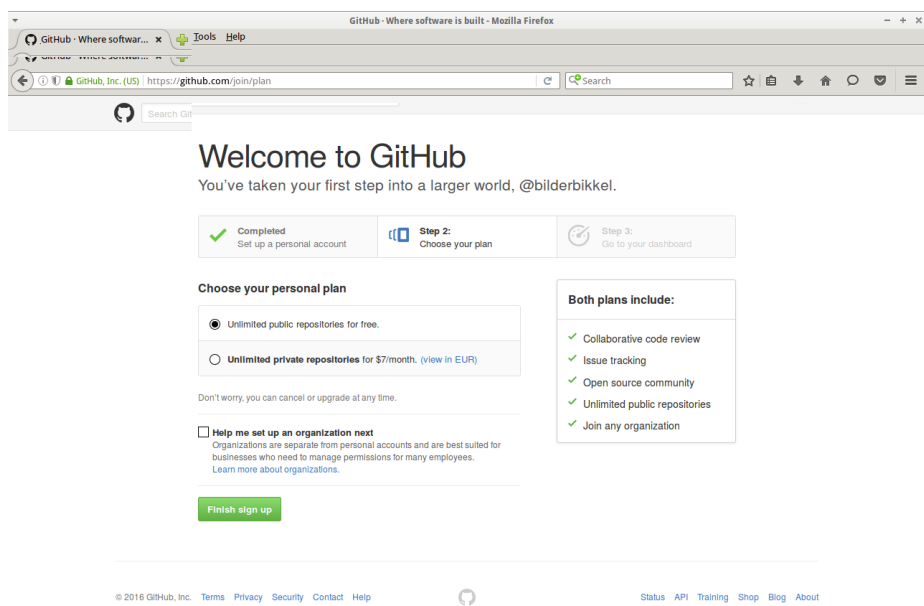 GitHub · Where software is built - Mozilla Firefox
GitHub · Where softwar...
Tools Help
GitHub, Inc. (US) https://github.com/join/plan
Search
Search Git
Welcome to GitHub
You've taken your first step into a larger world, @bilderbikkel.
Completed
Set up a personal account
Step 2:
Choose your plan
Step 3:
Go to your dashboard
Choose your personal plan
Unlimited public repositories for free.
Unlimited private repositories for $7/month. (view in EUR)
Don't worry, you can cancel or upgrade at any time.
Help me set up an organization next
Organizations are separate from personal accounts and are best suited for
businesses who need to manage permissions for many employees.
Learn more about organizations.
Finish sign up
Both plans include:
Collaborative code review
Issue tracking
Open source community
Unlimited public repositories
Join any organization
© 2016 GitHub, Inc. Terms Privacy Security Contact Help
Status API Training Shop Blog About